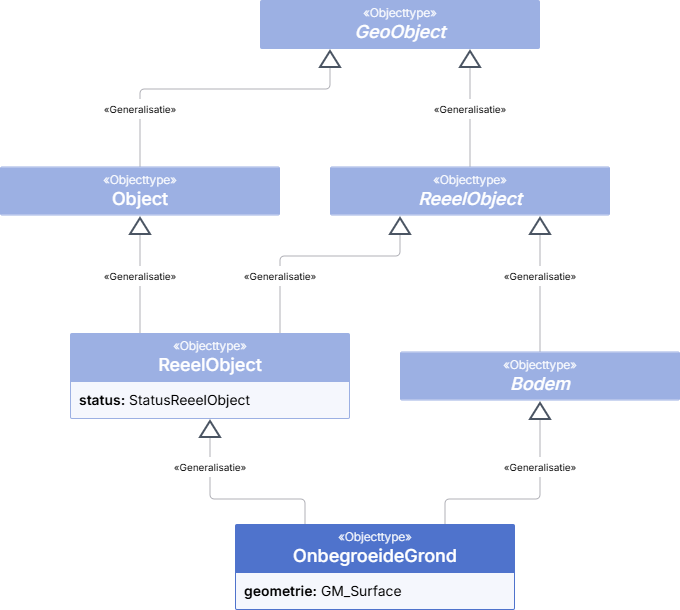 «Objecttype»
GeoObject
«Generalisatie»
«Generalisatie»
«Objecttype»
Object
«Objecttype»
ReeelObject
«Generalisatie»
«Generalisatie»
«Generalisatie»
«Objecttype»
ReeelObject
status: StatusReeelObject
«Objecttype»
Bodem
«Generalisatie»
«Generalisatie»
«Objecttype»
OnbegroeideGrond
geometrie: GM_Surface